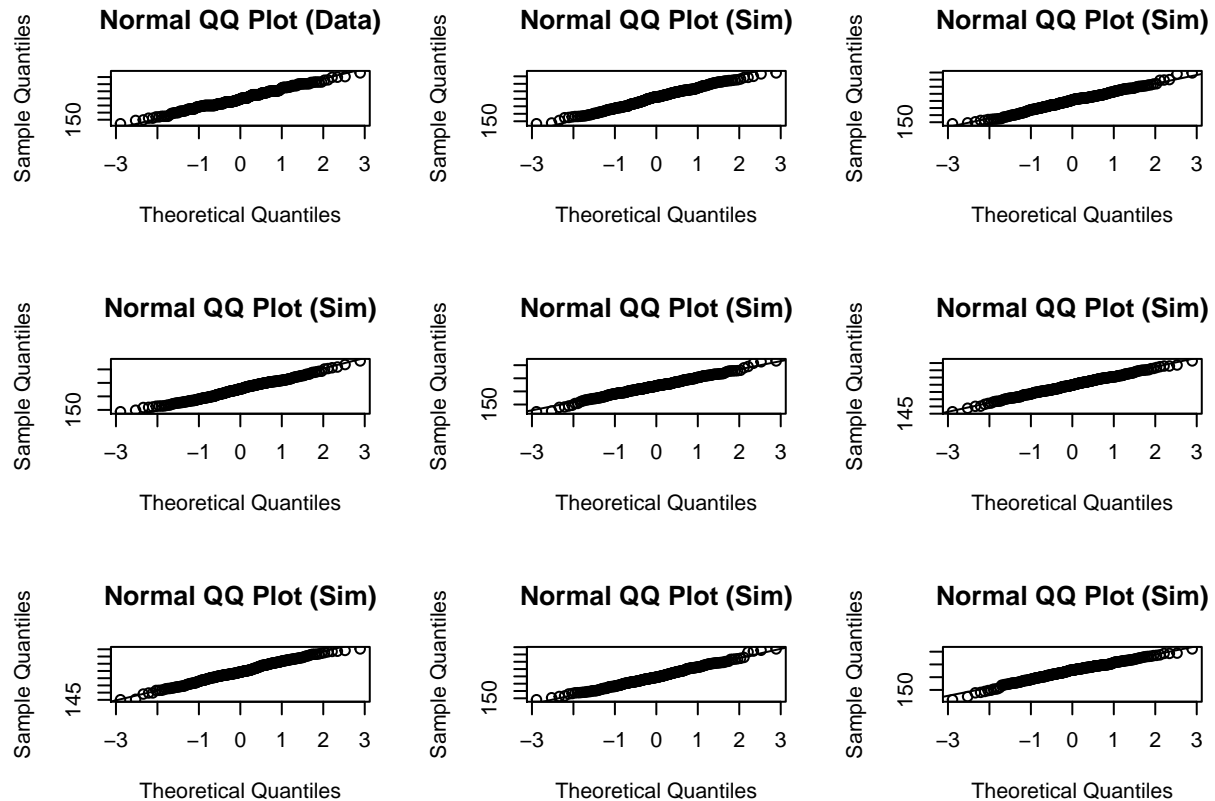 Normal QQ Plot (Data)
Sample Quantiles
150
−3 −1 0 1 2 3
Theoretical Quantiles
Normal QQ Plot (Sim)
Sample Quantiles
150
−3 −1 0 1 2 3
Theoretical Quantiles
Normal QQ Plot (Sim)
Sample Quantiles
150
−3 −1 0 1 2 3
Theoretical Quantiles
Normal QQ Plot (Sim)
Sample Quantiles
150
−3 −1 0 1 2 3
Theoretical Quantiles
Normal QQ Plot (Sim)
Sample Quantiles
150
−3 −1 0 1 2 3
Theoretical Quantiles
Normal QQ Plot (Sim)
Sample Quantiles
145
−3 −1 0 1 2 3
Theoretical Quantiles
Normal QQ Plot (Sim)
Sample Quantiles
145
−3 −1 0 1 2 3
Theoretical Quantiles
Normal QQ Plot (Sim)
Sample Quantiles
150
−3 −1 0 1 2 3
Theoretical Quantiles
Normal QQ Plot (Sim)
Sample Quantiles
150
−3 −1 0 1 2 3
Theoretical Quantiles